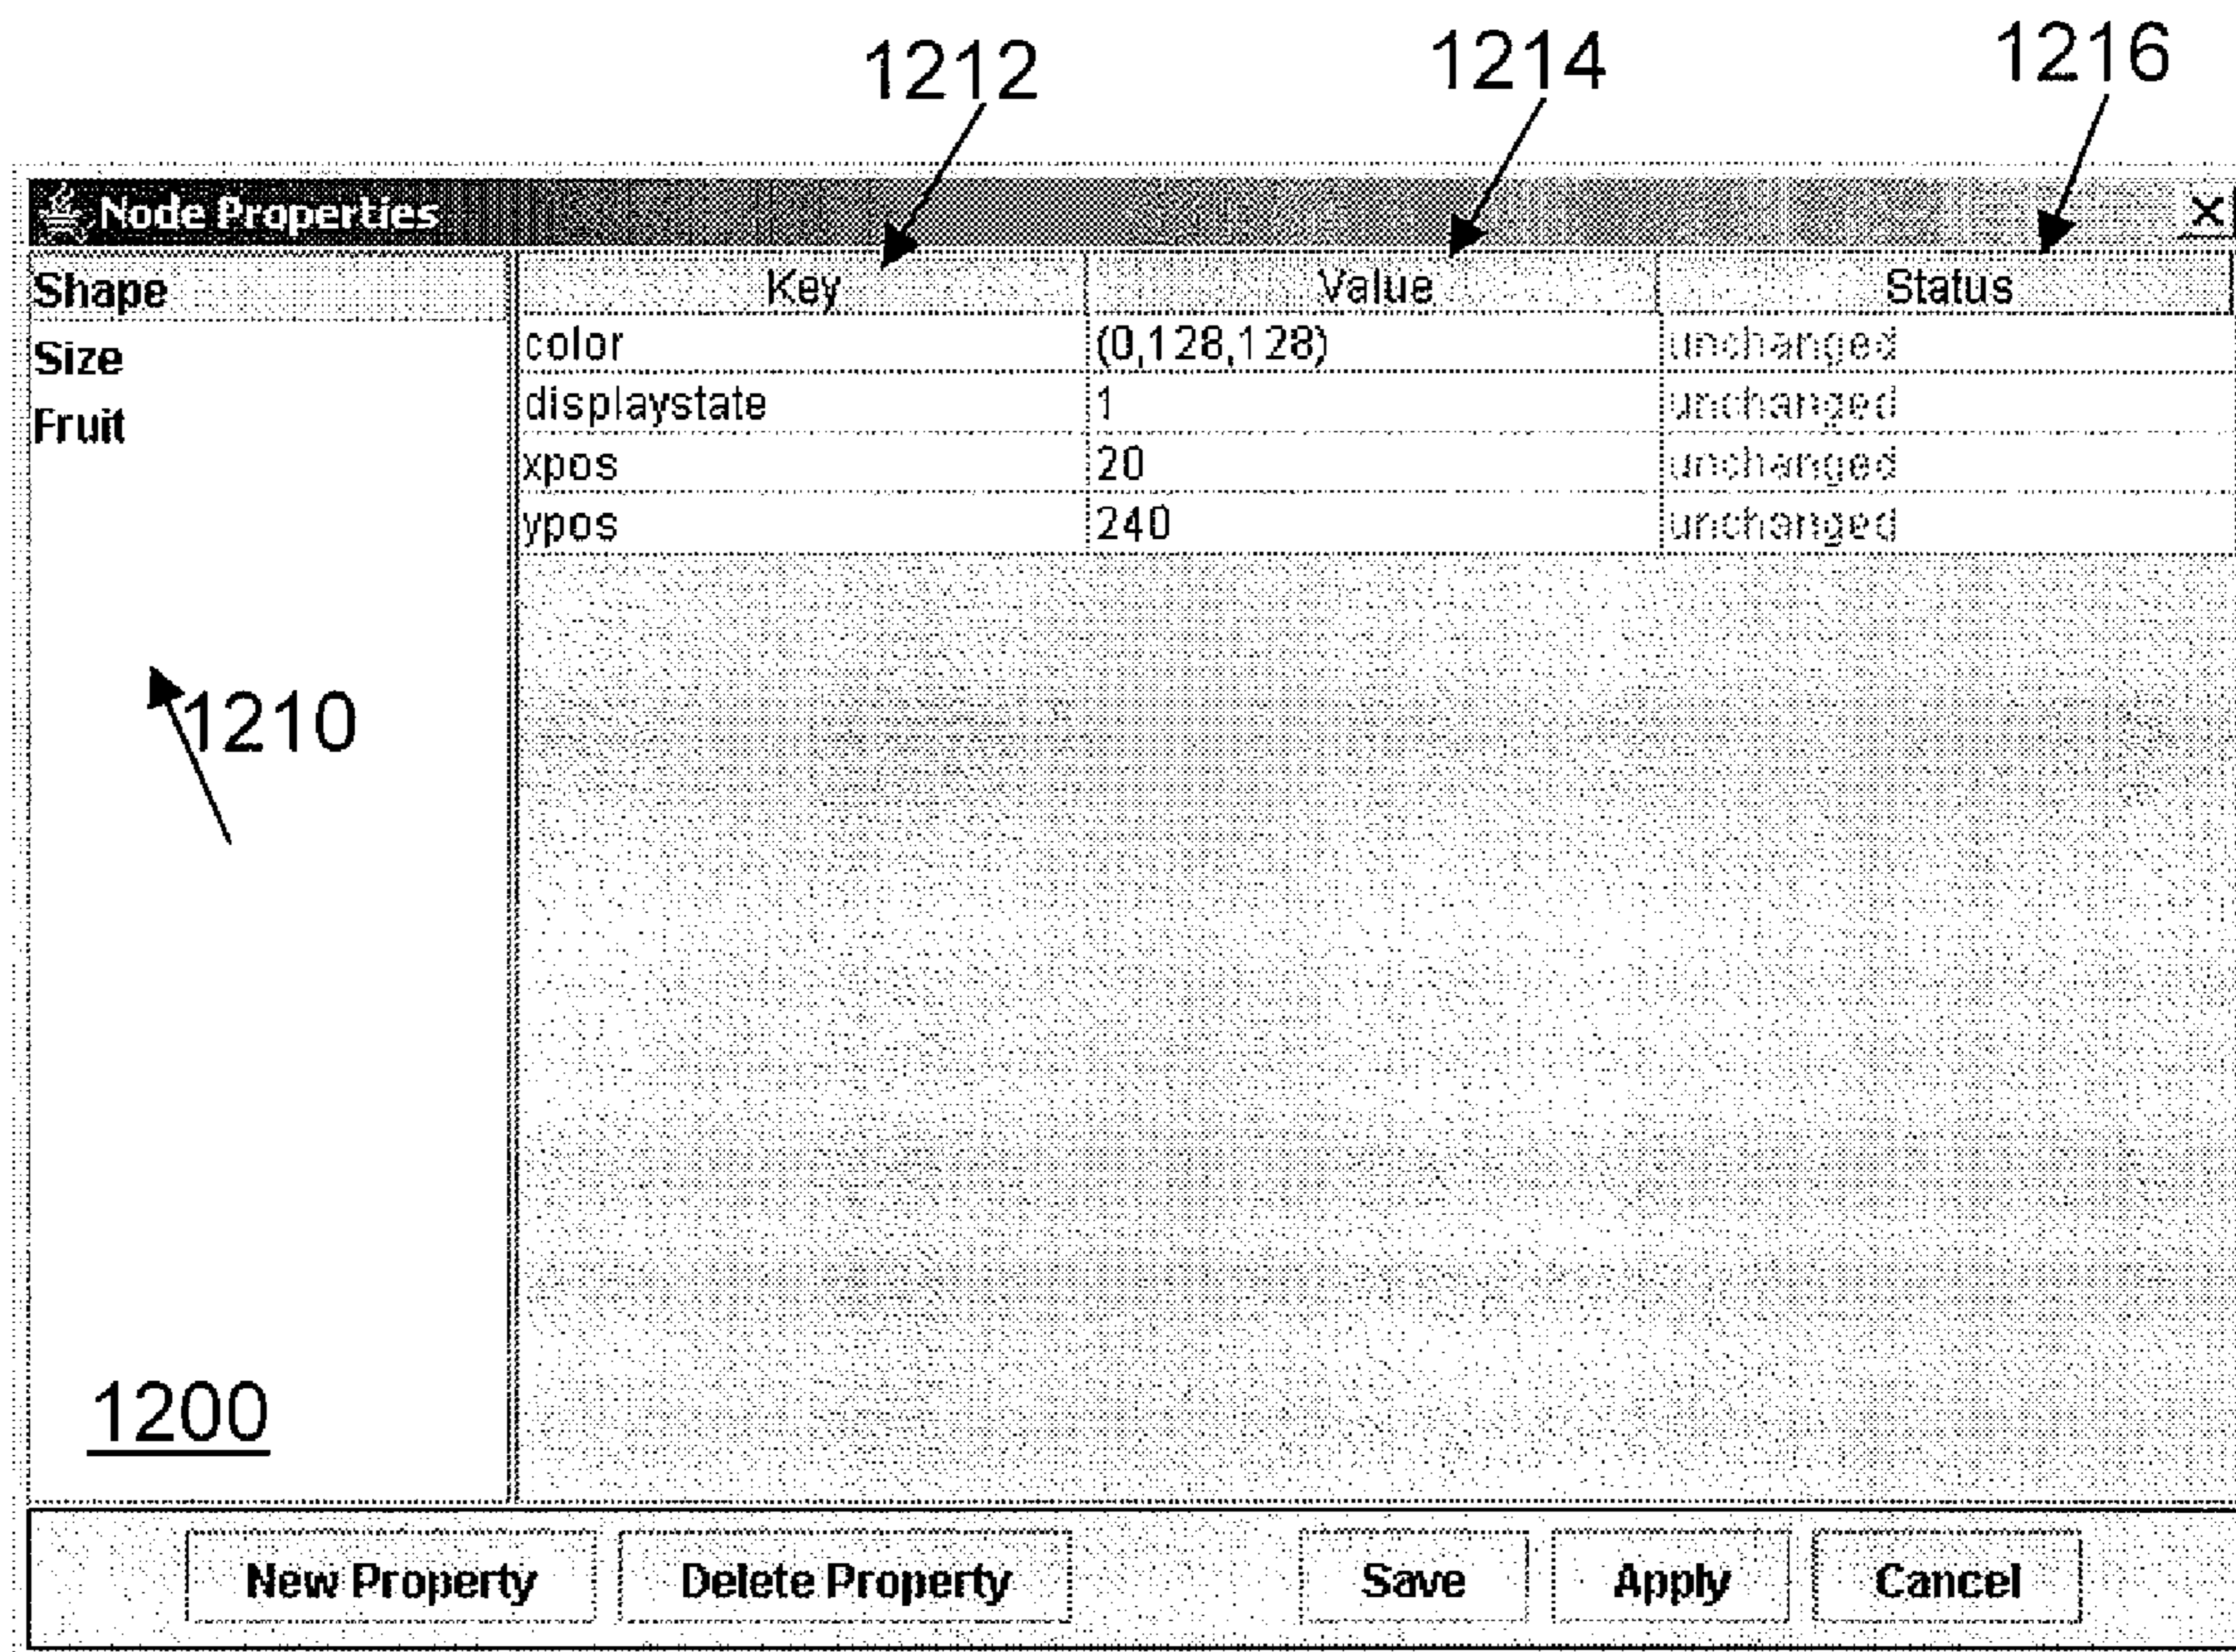 1212 1214 1216
Node Properties
Shape
Size
Fruit
Key Value Status
color (0,128,128) unchanged
displaystate 1 unchanged
xpos 20 unchanged
ypos 240 unchanged
1210
1200
New Property Delete Property Save Apply Cancel